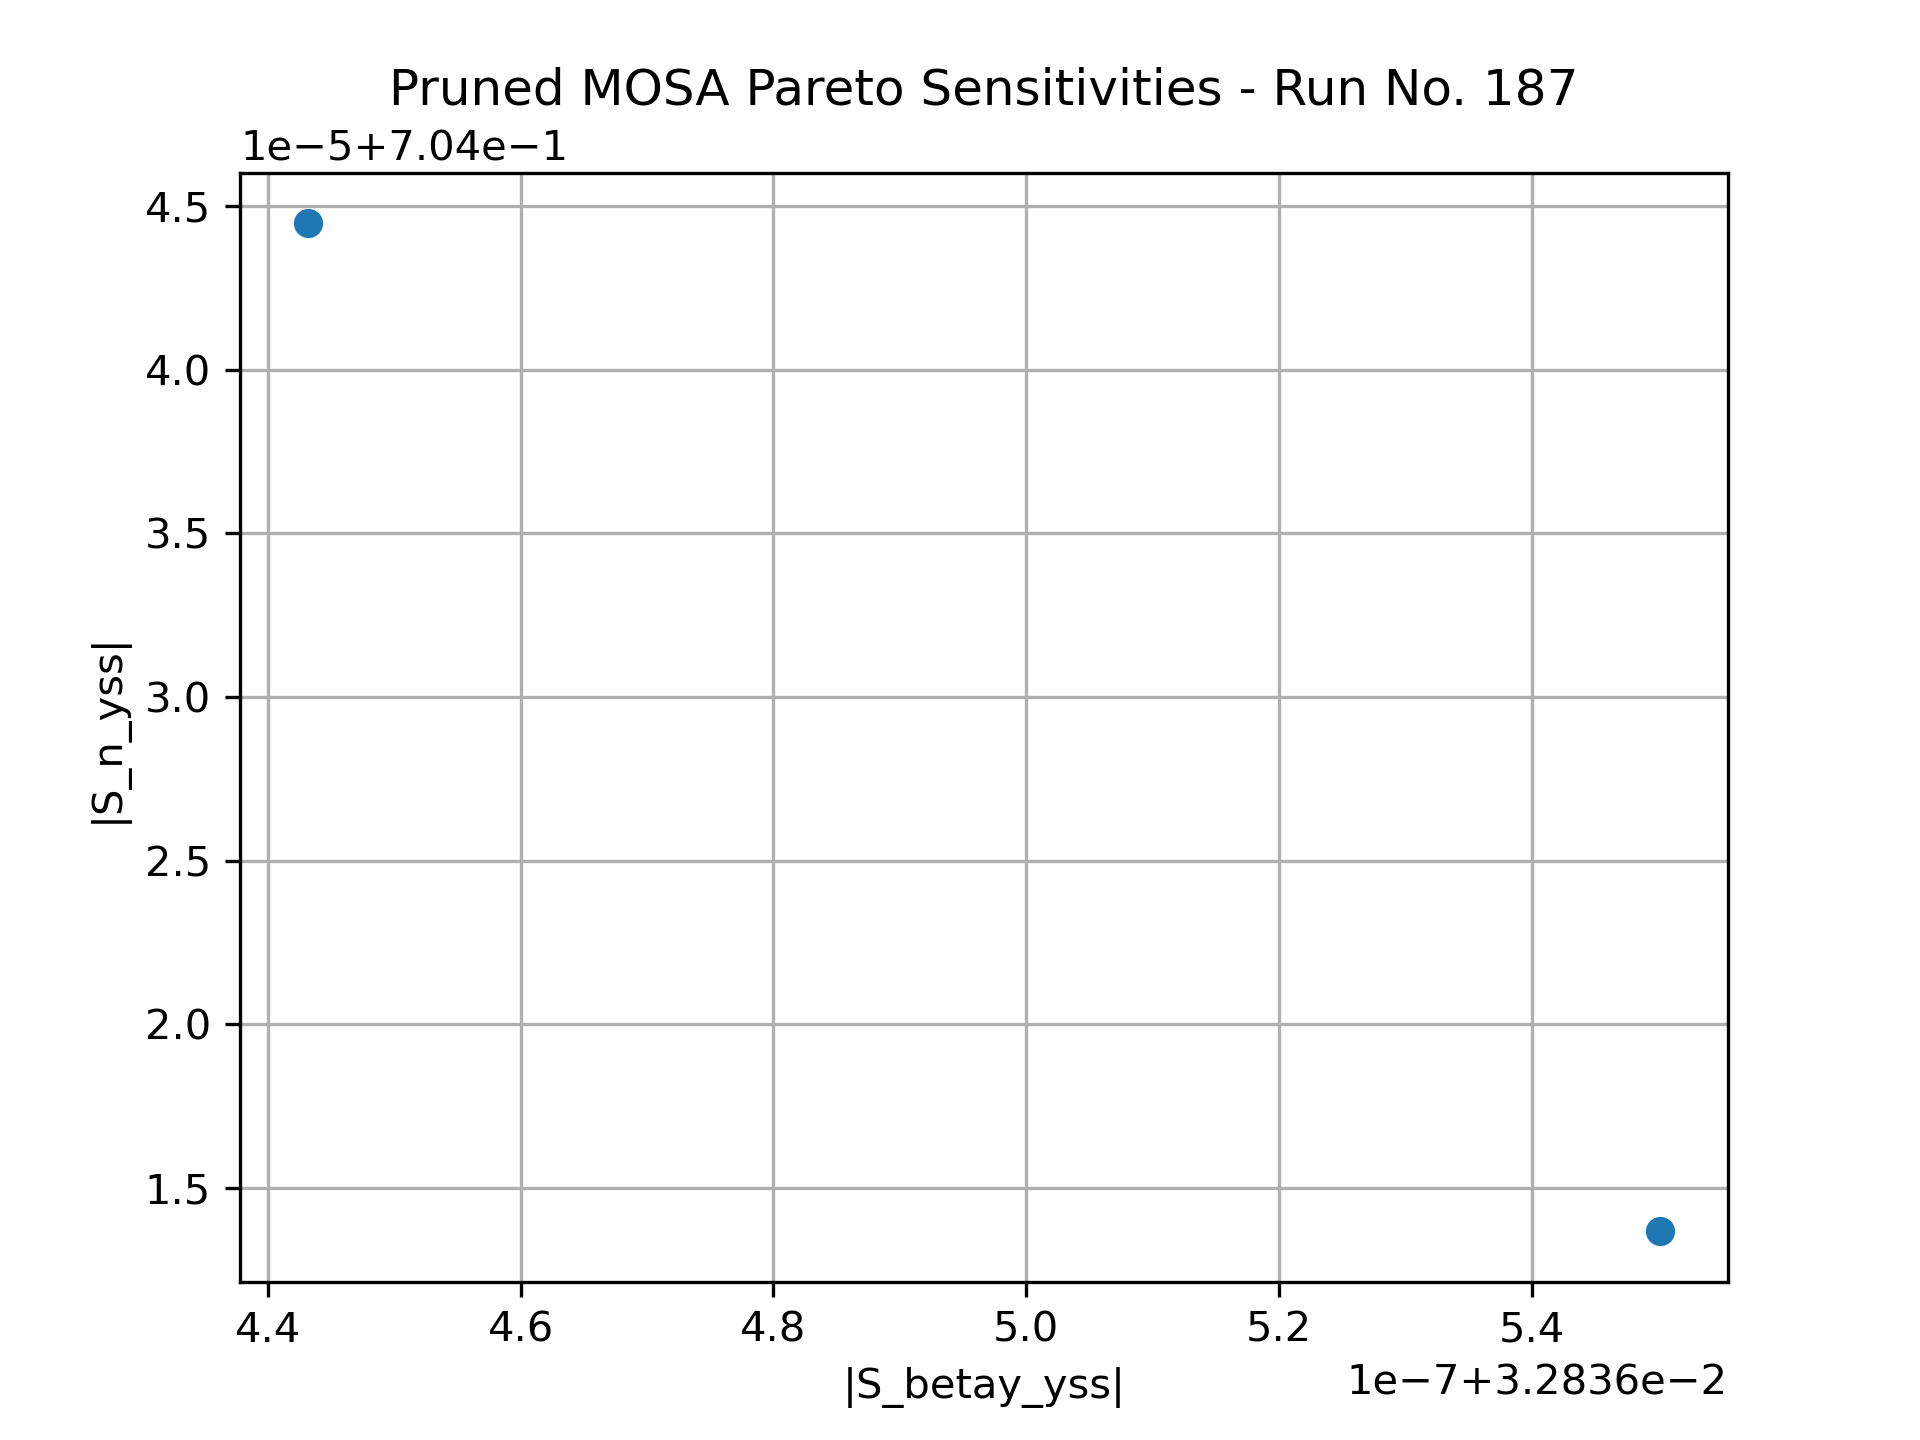 Pruned MOSA Pareto Sensitivities - Run No. 187
1e−5+7.04e−1
4.5
4.0
3.5
3.0
2.5
2.0
1.5
|S_n_yss|
4.4 4.6 4.8 5.0 5.2 5.4
|S_betay_yss|
1e−7+3.2836e−2